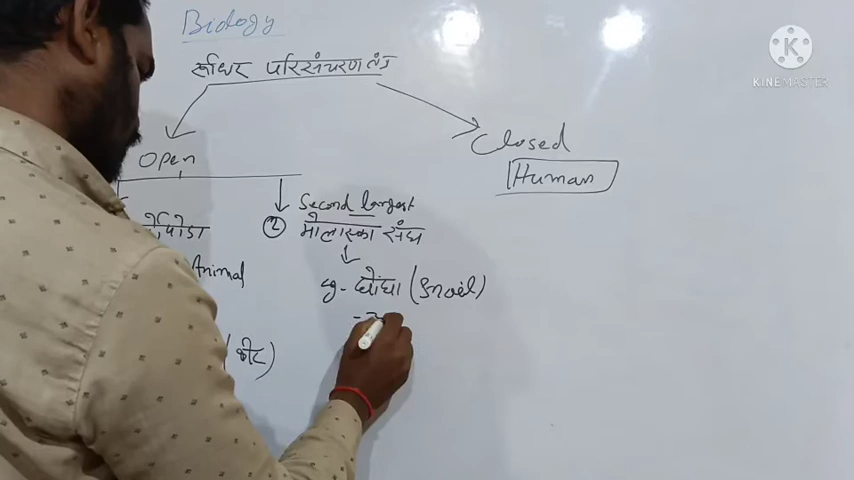 Biology
रूधिर परिसंचरण तंत्र
Open
Closed
Human
Second largest
② मोलास्का संघ
Animal
eg - घोंघा (Snail)
(कीट)
KINEMASTER